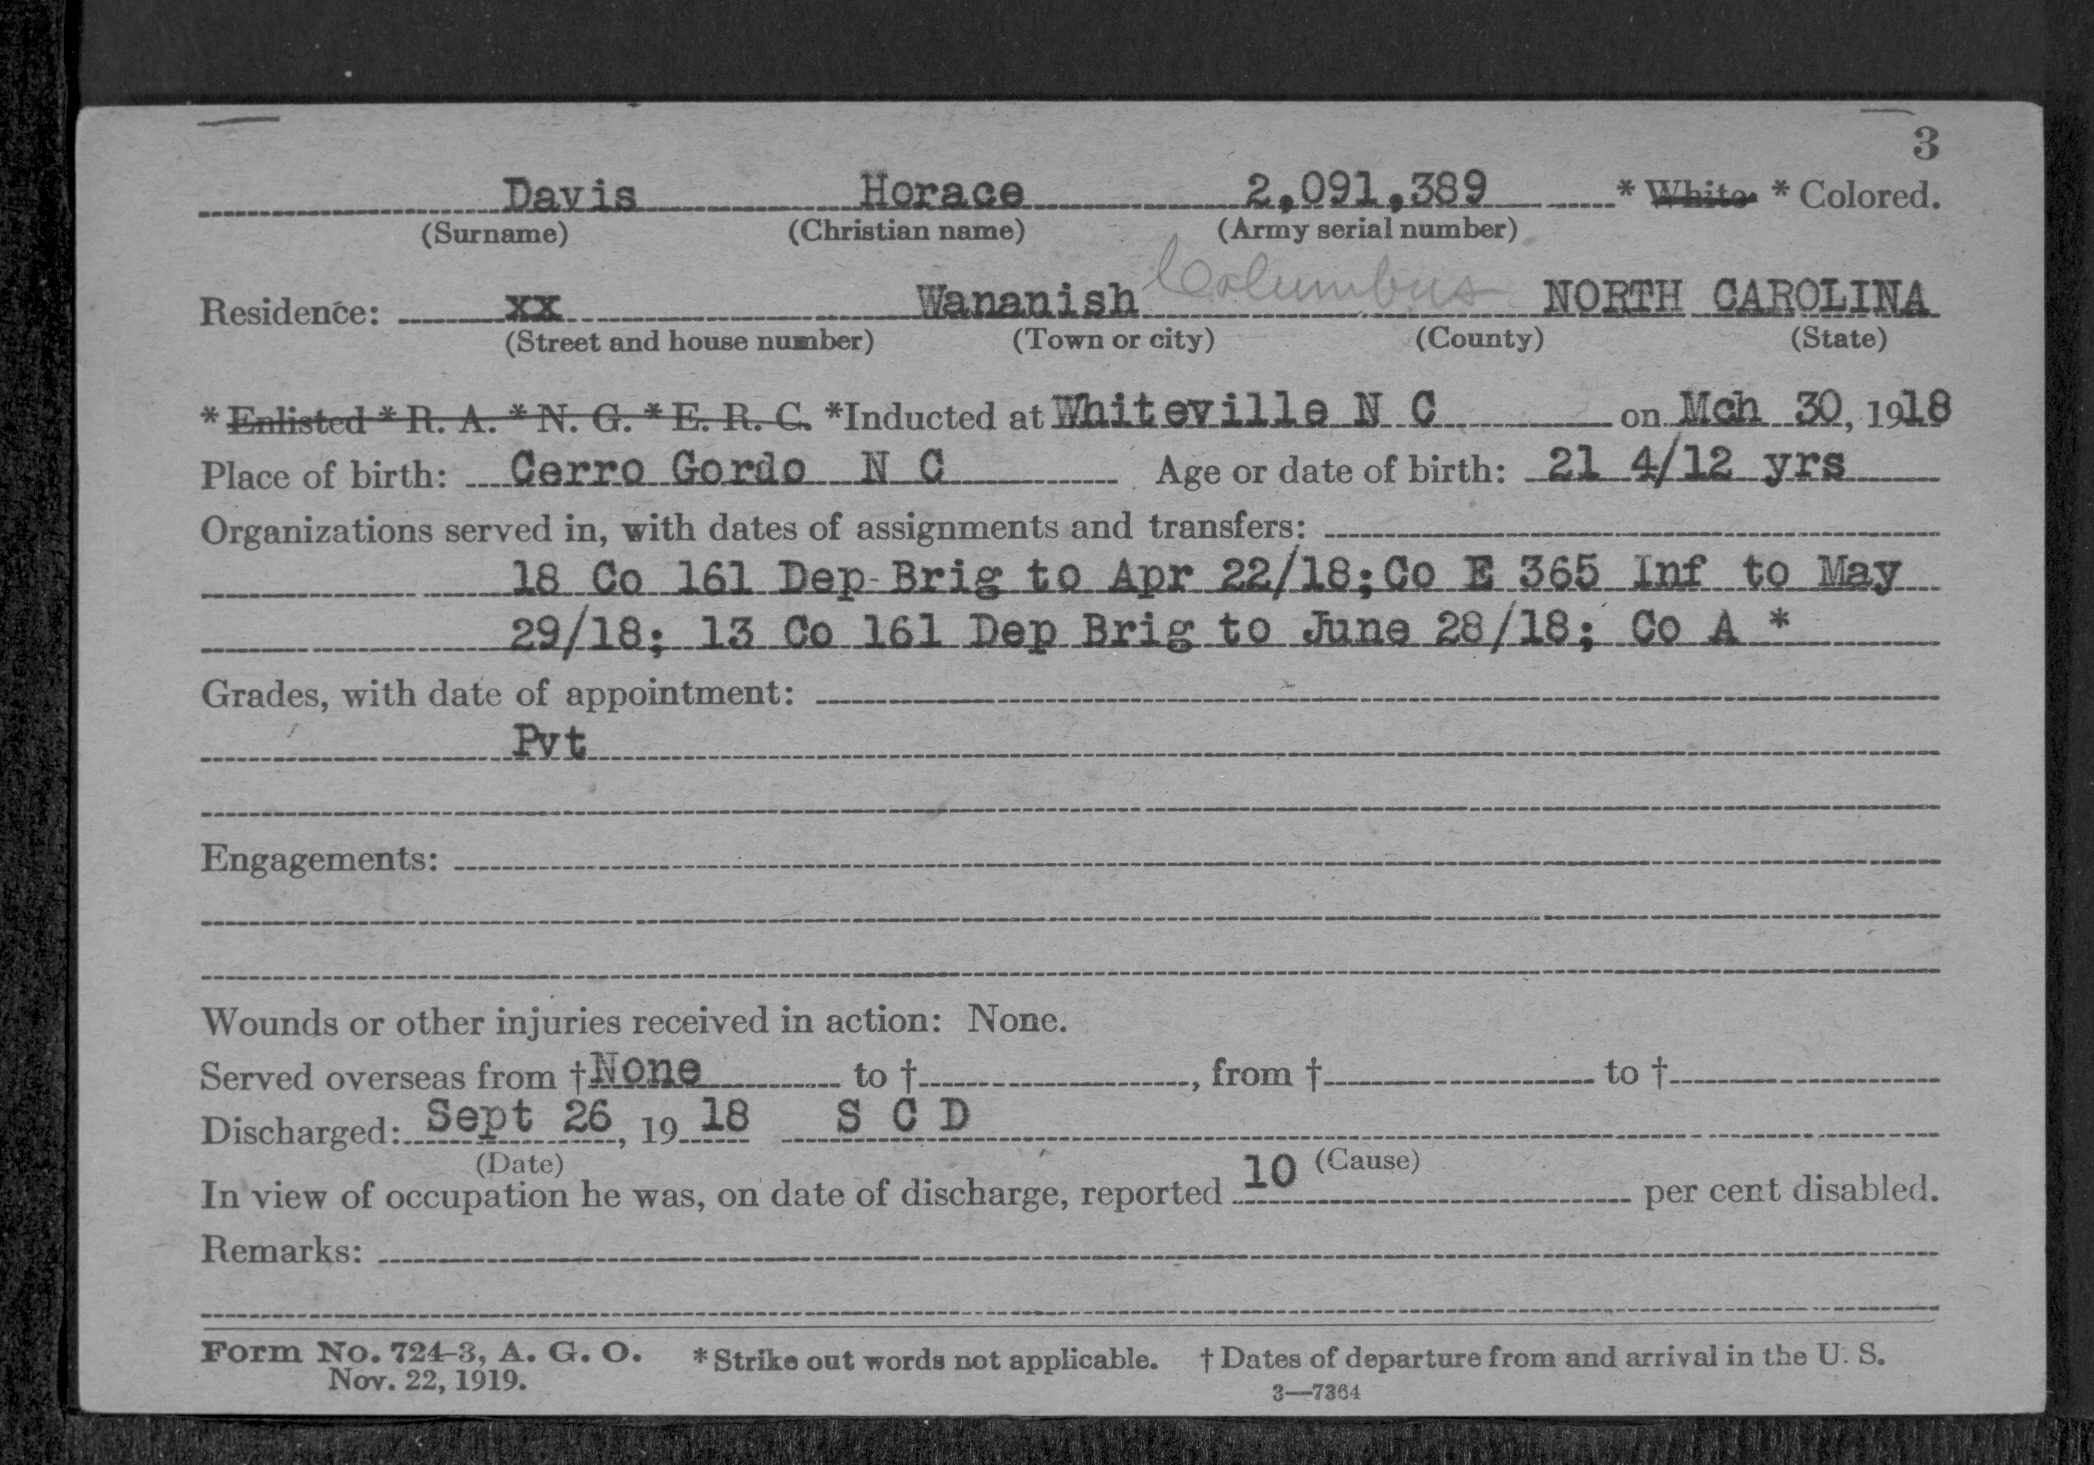 3
Davis Horace 2,091,389 * White * Colored.
(Surname) (Christian name) (Army serial number)
Residence: xx Wananish Columbus NORTH CAROLINA
(Street and house number) (Town or city) (County) (State)
* Enlisted * R. A. * N. G. * E. R. C. *Inducted at Whiteville N C on Mch 30, 1918
Place of birth: Cerro Gordo N C Age or date of birth: 21 4/12 yrs
Organizations served in, with dates of assignments and transfers:
18 Co 161 Dep Brig to Apr 22/18; Co E 365 Inf to May
29/18; 13 Co 161 Dep Brig to June 28/18; Co A *
Grades, with date of appointment:
Pvt
Engagements:
Wounds or other injuries received in action: None.
Served overseas from † None to †, from † to †
Discharged: Sept 26, 19 18 S C D
(Date) (Cause)
In view of occupation he was, on date of discharge, reported 10 per cent disabled.
Remarks:
Form No. 724-3, A. G. O. * Strike out words not applicable. † Dates of departure from and arrival in the U. S.
Nov. 22, 1919.
3—7364